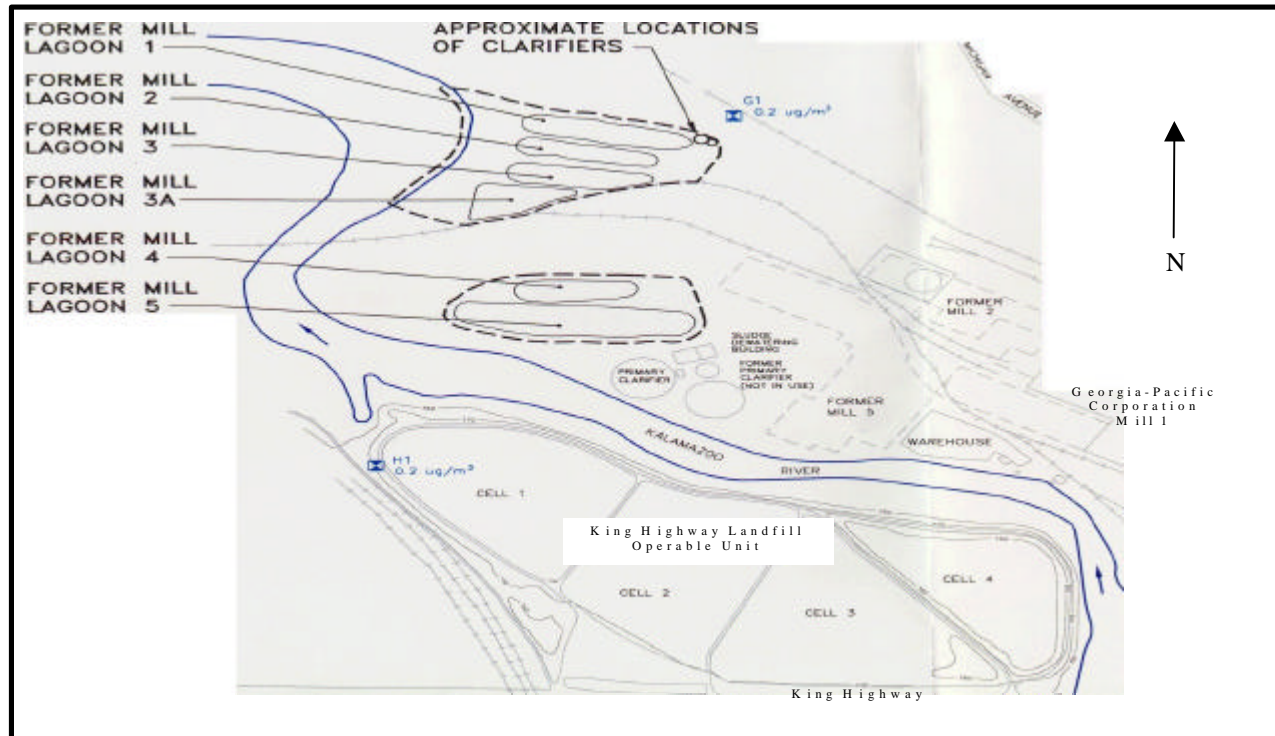 FORMER MILL
LAGOON 1
FORMER MILL
LAGOON 2
FORMER MILL
LAGOON 3
FORMER MILL
LAGOON 3A
FORMER MILL
LAGOON 4
FORMER MILL
LAGOON 5
APPROXIMATE LOCATIONS
OF CLARIFIERS
MICHIGAN
AVENUE
G1
0.2 ug/m³
N
FORMER
MILL 2
SLUDGE
DEWATERING
BUILDING
PRIMARY
CLARIFIER
FORMER
PRIMARY
CLARIFIER
(NOT IN USE)
FORMER
MILL 5
Georgia-Pacific
Corporation
Mill 1
WAREHOUSE
KALAMAZOO
RIVER
H1
0.2 ug/m³
CELL 1
King Highway Landfill
Operable Unit
CELL 2
CELL 3
CELL 4
King Highway